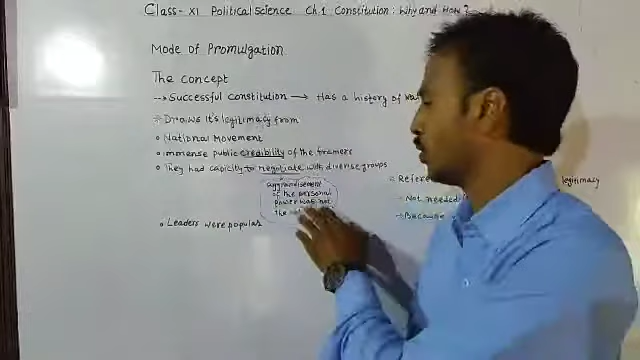 Class- XI Political Science Ch.1 Constitution: Why and How?
Mode of Promulgation
The concept
--> Successful constitution → Has a history of
→ Draws it's legitimacy from
• National Movement
• immense public credibility of the framers
• They had capacity to negotiate with diverse groups
aggrandisement
of the personal
power was not
the
• Leaders were popular
legitimacy
Not needed
Because